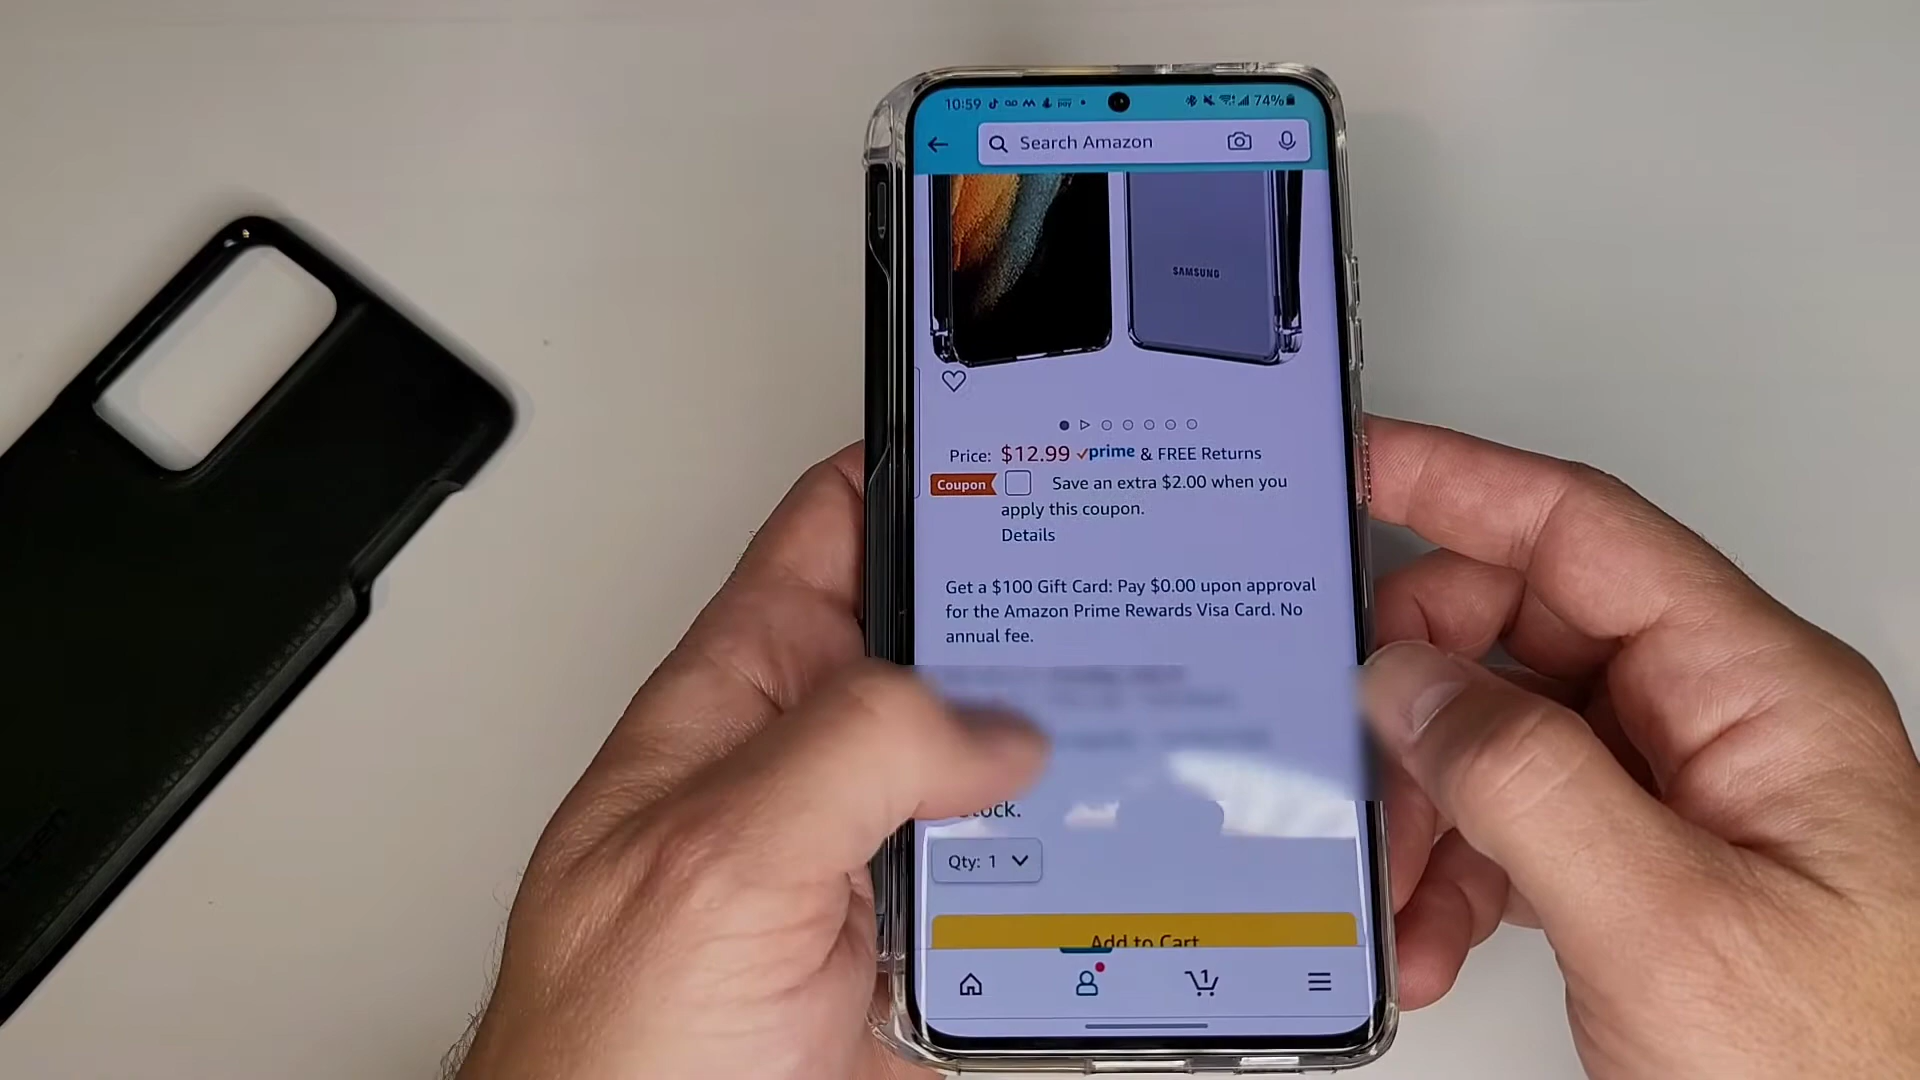 10:59
74%
Search Amazon
SAMSUNG
Price: $12.99 prime & FREE Returns
Coupon Save an extra $2.00 when you
apply this coupon.
Details
Get a $100 Gift Card: Pay $0.00 upon approval
for the Amazon Prime Rewards Visa Card. No
annual fee.
Qty: 1
Add to Cart
1